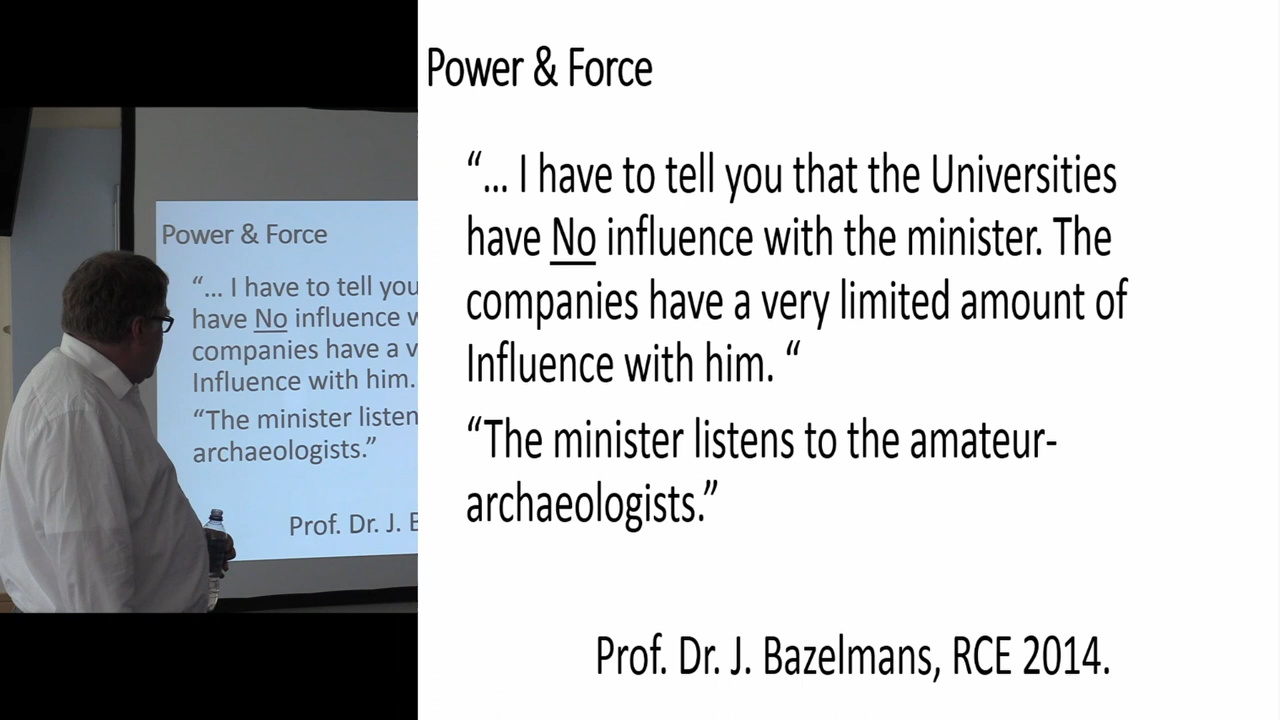 Power & Force
“... I have to tell you
have No influence w
companies have a v
Influence with him.
“The minister listen
archaeologists.”
Prof. Dr. J. B
Power & Force
“... I have to tell you that the Universities
have No influence with the minister. The
companies have a very limited amount of
Influence with him. “
“The minister listens to the amateur-
archaeologists.”
Prof. Dr. J. Bazelmans, RCE 2014.